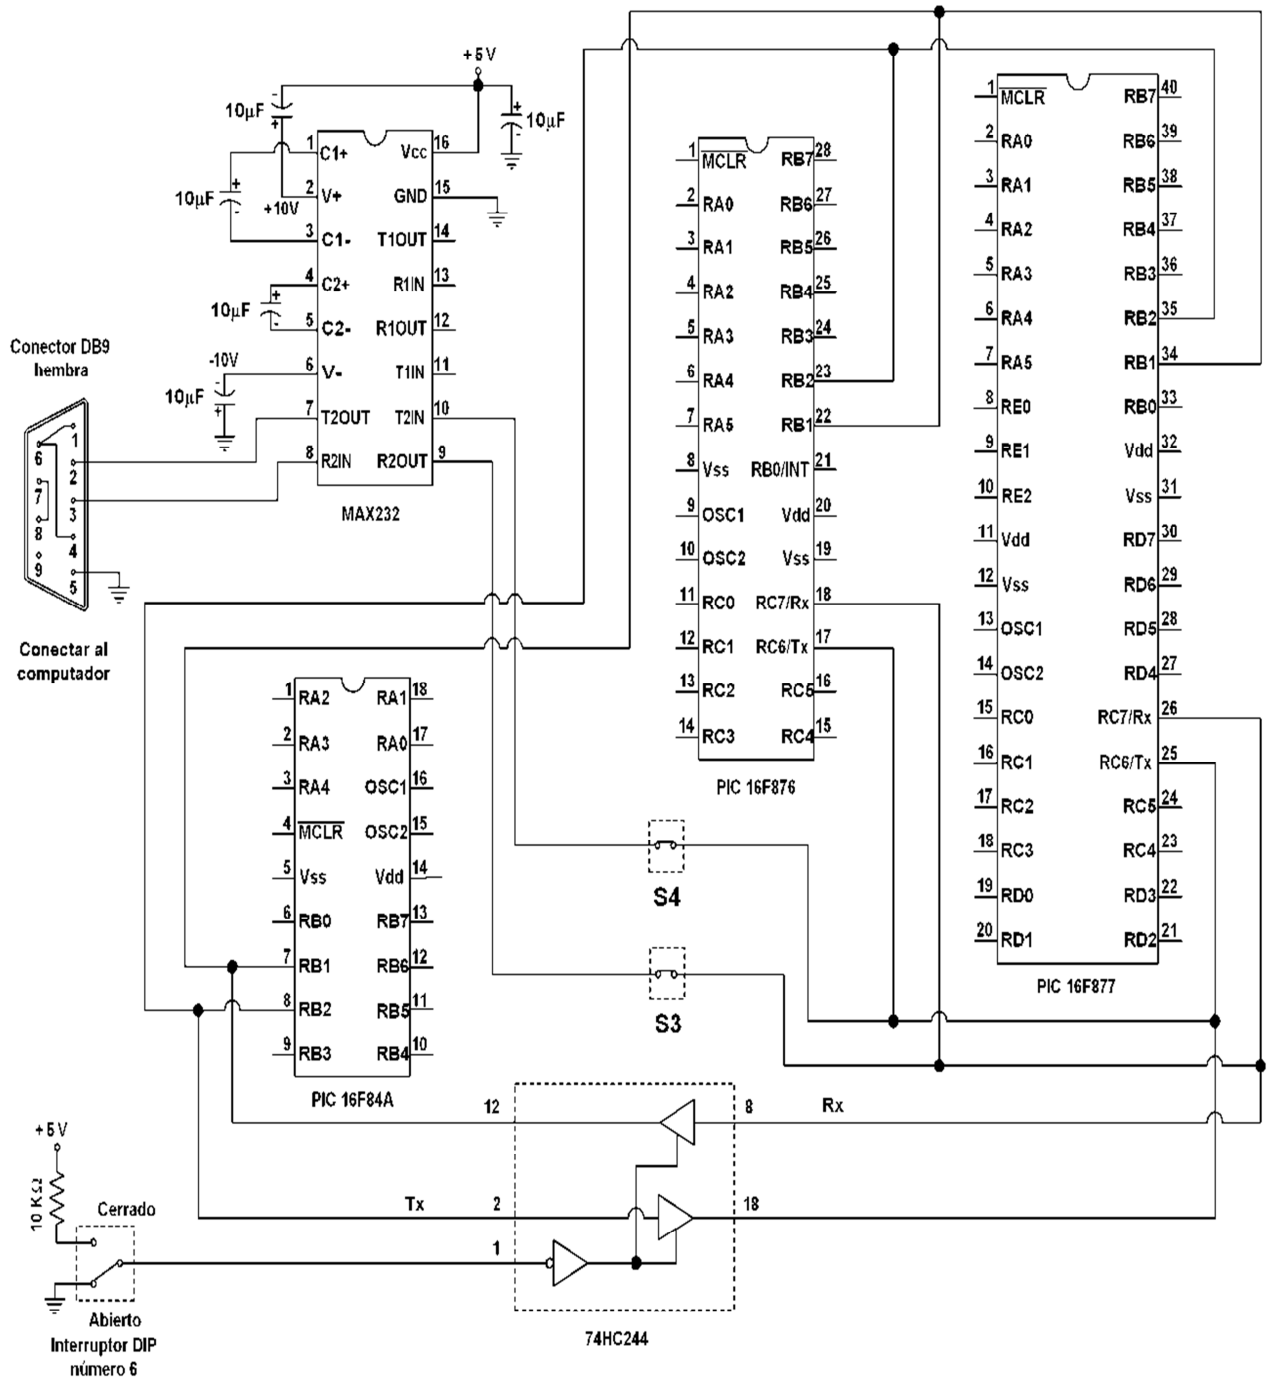 +5V
10µF
10µF
10µF
+10V
10µF
-10V
10µF
1 C1+ Vcc 16
2 V+ GND 15
3 C1- T1OUT 14
4 C2+ R1IN 13
5 C2- R1OUT 12
6 V- T1IN 11
7 T2OUT T2IN 10
8 R2IN R2OUT 9
MAX232
Conector DB9
hembra
1
6
2
7
3
8
4
9
5
Conectar al
computador
1 MCLR RB7 28
2 RA0 RB6 27
3 RA1 RB5 26
4 RA2 RB4 25
5 RA3 RB3 24
6 RA4 RB2 23
7 RA5 RB1 22
8 Vss RB0/INT 21
9 OSC1 Vdd 20
10 OSC2 Vss 19
11 RC0 RC7/Rx 18
12 RC1 RC6/Tx 17
13 RC2 RC5 16
14 RC3 RC4 15
PIC 16F876
1 MCLR RB7 40
2 RA0 RB6 39
3 RA1 RB5 38
4 RA2 RB4 37
5 RA3 RB3 36
6 RA4 RB2 35
7 RA5 RB1 34
8 RE0 RB0 33
9 RE1 Vdd 32
10 RE2 Vss 31
11 Vdd RD7 30
12 Vss RD6 29
13 OSC1 RD5 28
14 OSC2 RD4 27
15 RC0 RC7/Rx 26
16 RC1 RC6/Tx 25
17 RC2 RC5 24
18 RC3 RC4 23
19 RD0 RD3 22
20 RD1 RD2 21
PIC 16F877
1 RA2 RA1 18
2 RA3 RA0 17
3 RA4 OSC1 16
4 MCLR OSC2 15
5 Vss Vdd 14
6 RB0 RB7 13
7 RB1 RB6 12
8 RB2 RB5 11
9 RB3 RB4 10
PIC 16F84A
S4
S3
12 8 Rx
Tx 2 18
1
74HC244
+5V
10 KΩ
Cerrado
Abierto
Interruptor DIP
número 6